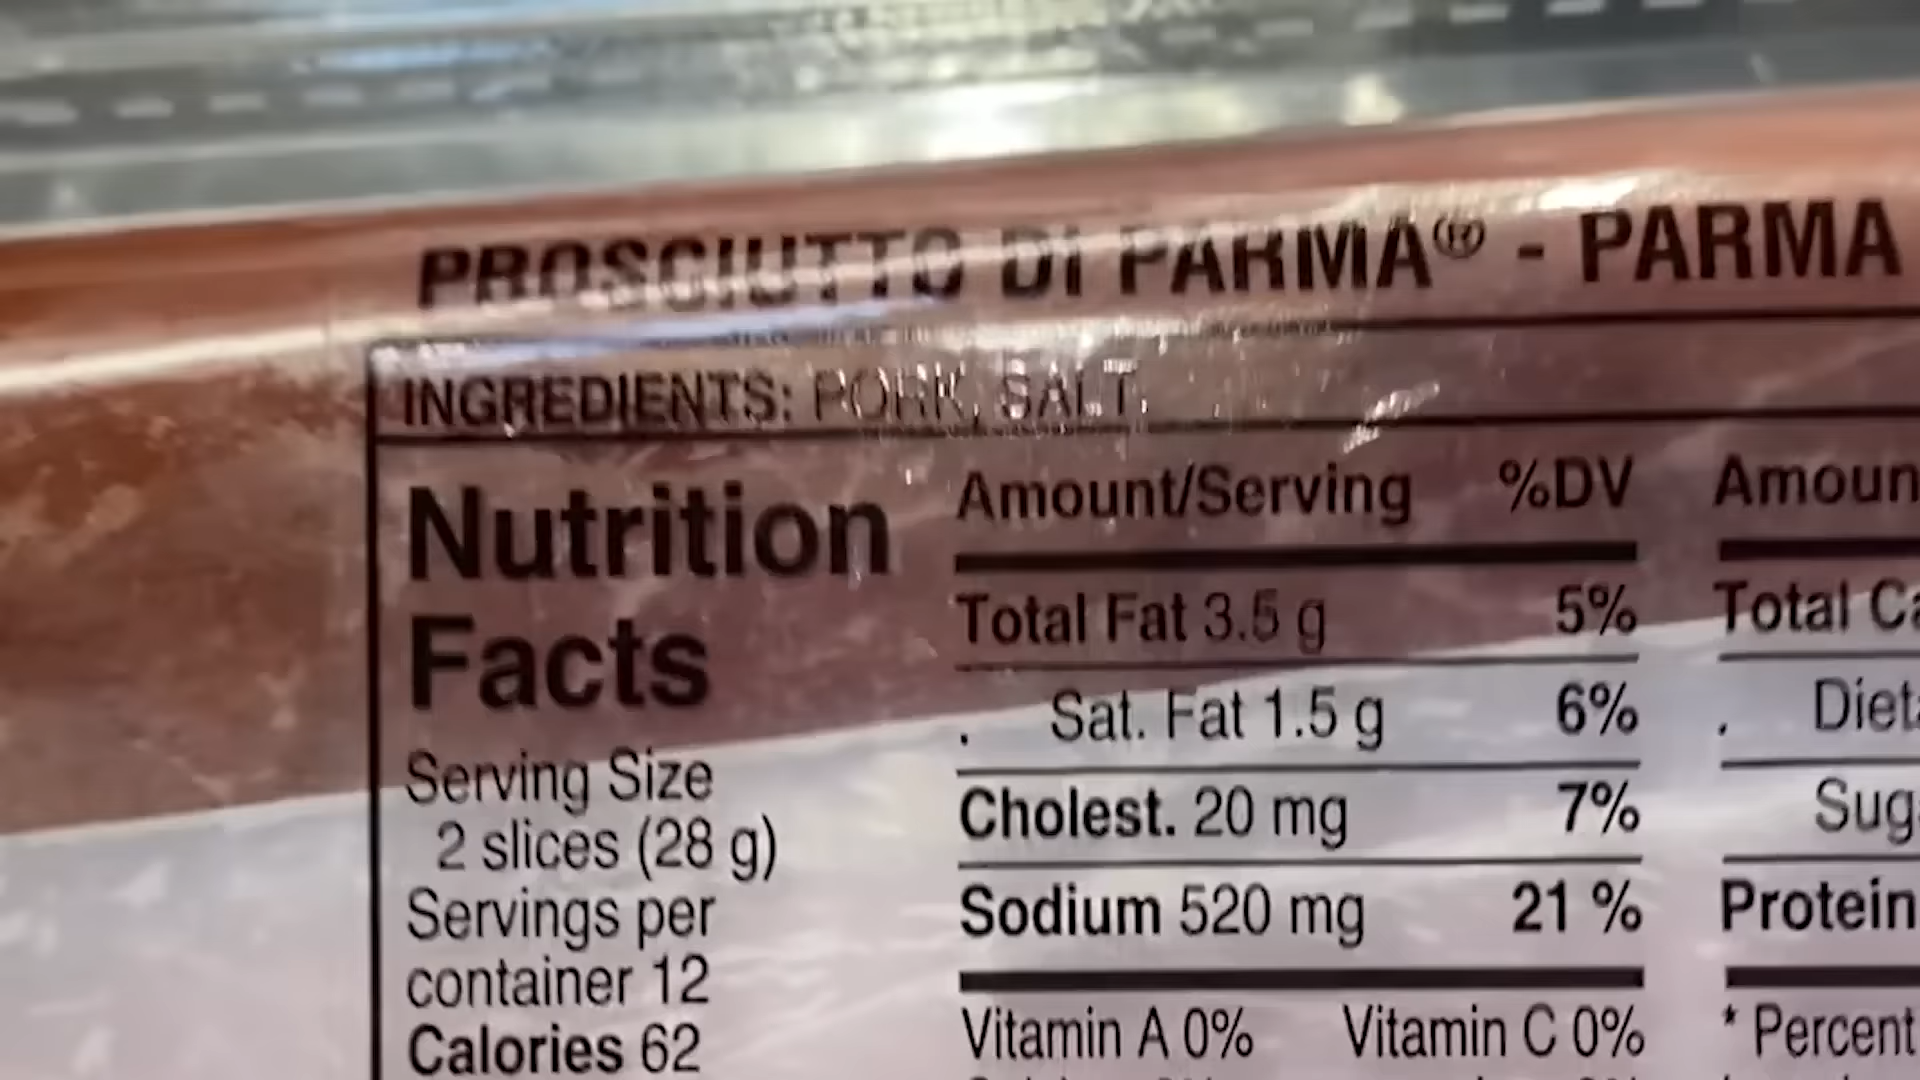 PROSCIUTTO DI PARMA® - PARMA
INGREDIENTS: PORK, SALT.
Nutrition
Facts
Serving Size
2 slices (28 g)
Servings per
container 12
Calories 62
Amount/Serving %DV
Total Fat 3.5 g 5%
Sat. Fat 1.5 g 6%
Cholest. 20 mg 7%
Sodium 520 mg 21 %
Vitamin A 0% Vitamin C 0%
Amoun
Total Ca
Diet
Sug
Protein
* Percent